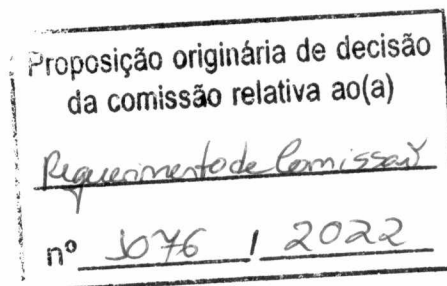 Proposição originária de decisão
da comissão relativa ao(a)
Requerimento de Comissão
nº 1076 / 2022